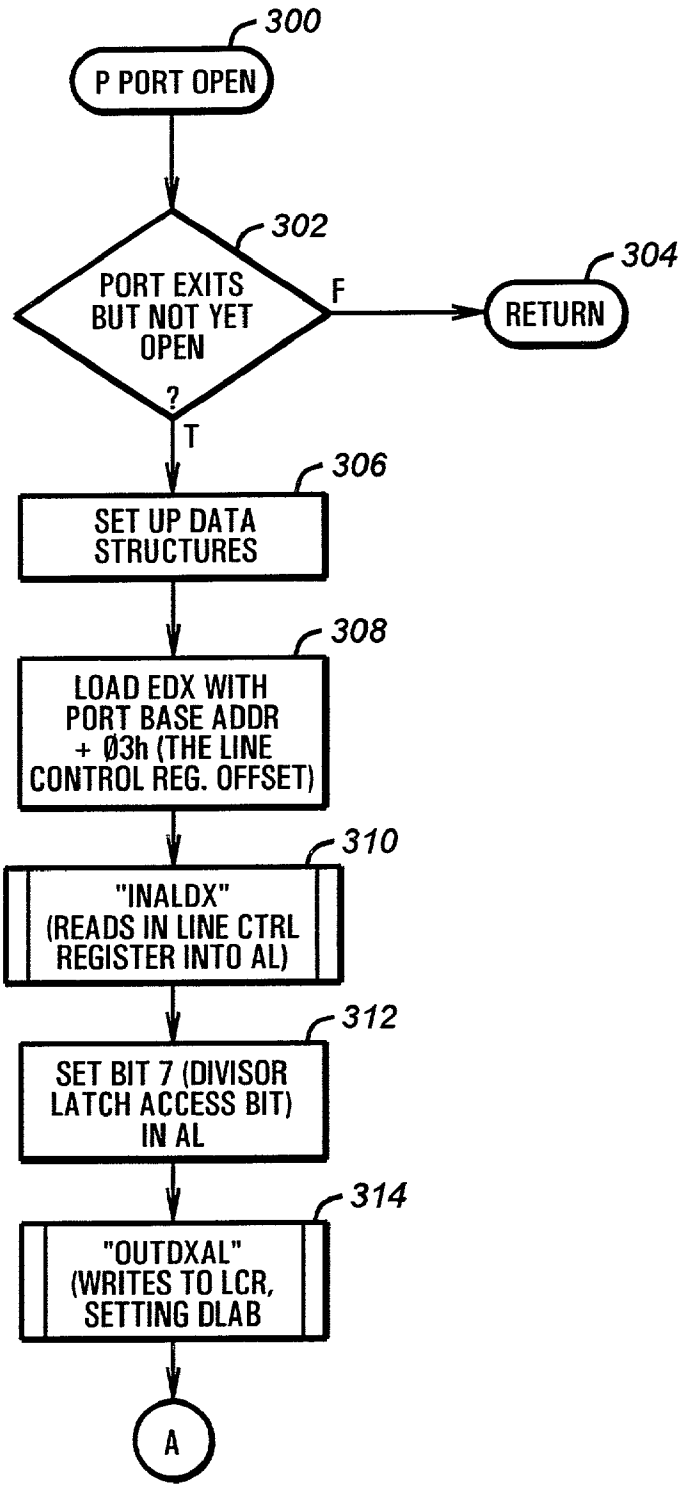 300
P PORT OPEN
302
PORT EXITS
BUT NOT YET
OPEN
?
F
304
RETURN
T
306
SET UP DATA
STRUCTURES
308
LOAD EDX WITH
PORT BASE ADDR
+ Ø3h (THE LINE
CONTROL REG. OFFSET)
310
"INALDX"
(READS IN LINE CTRL
REGISTER INTO AL)
312
SET BIT 7 (DIVISOR
LATCH ACCESS BIT)
IN AL
314
"OUTDXAL"
(WRITES TO LCR,
SETTING DLAB
A